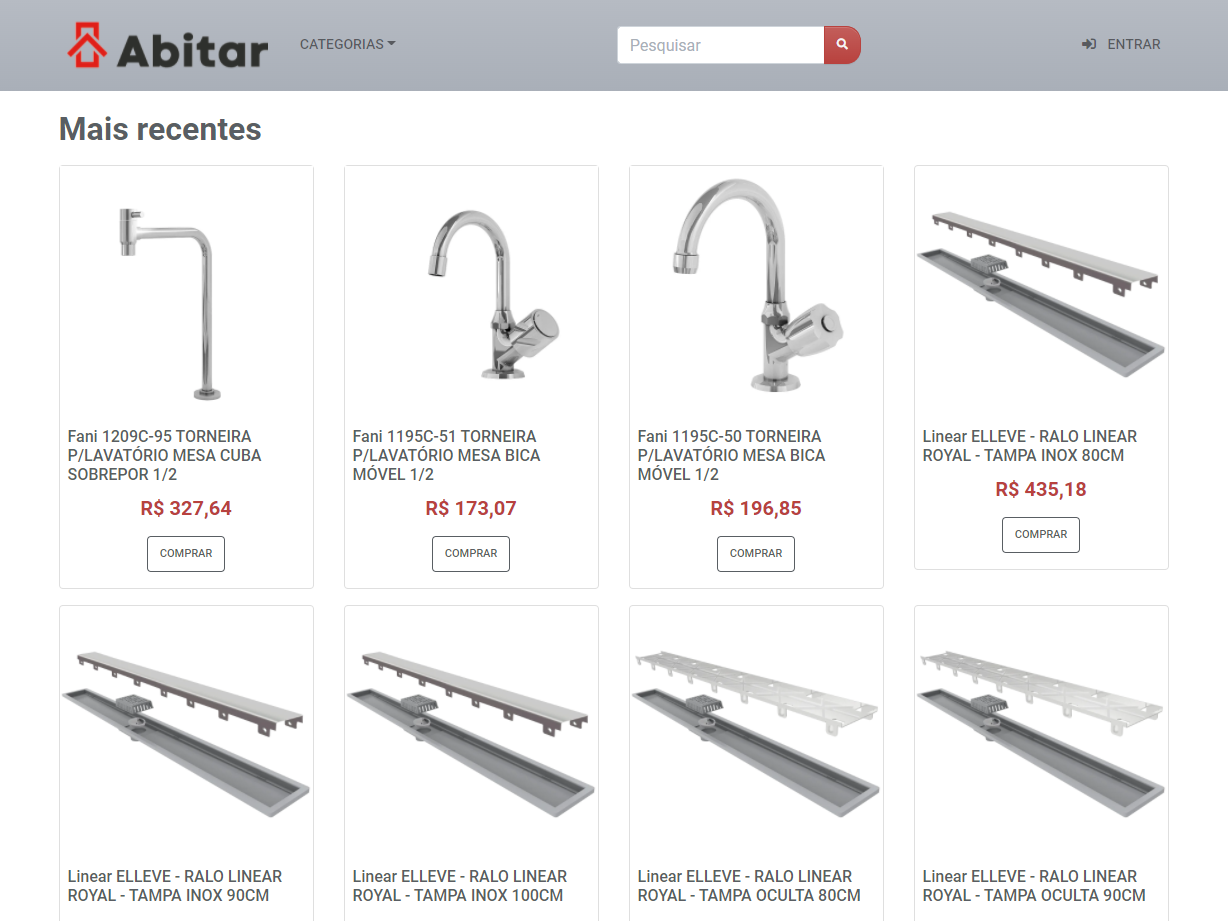 Abitar
CATEGORIAS
Pesquisar
ENTRAR
Mais recentes
Fani 1209C-95 TORNEIRA
P/LAVATÓRIO MESA CUBA
SOBREPOR 1/2
R$ 327,64
COMPRAR
Fani 1195C-51 TORNEIRA
P/LAVATÓRIO MESA BICA
MÓVEL 1/2
R$ 173,07
COMPRAR
Fani 1195C-50 TORNEIRA
P/LAVATÓRIO MESA BICA
MÓVEL 1/2
R$ 196,85
COMPRAR
Linear ELLEVE - RALO LINEAR
ROYAL - TAMPA INOX 80CM
R$ 435,18
COMPRAR
Linear ELLEVE - RALO LINEAR
ROYAL - TAMPA INOX 90CM
Linear ELLEVE - RALO LINEAR
ROYAL - TAMPA INOX 100CM
Linear ELLEVE - RALO LINEAR
ROYAL - TAMPA OCULTA 80CM
Linear ELLEVE - RALO LINEAR
ROYAL - TAMPA OCULTA 90CM